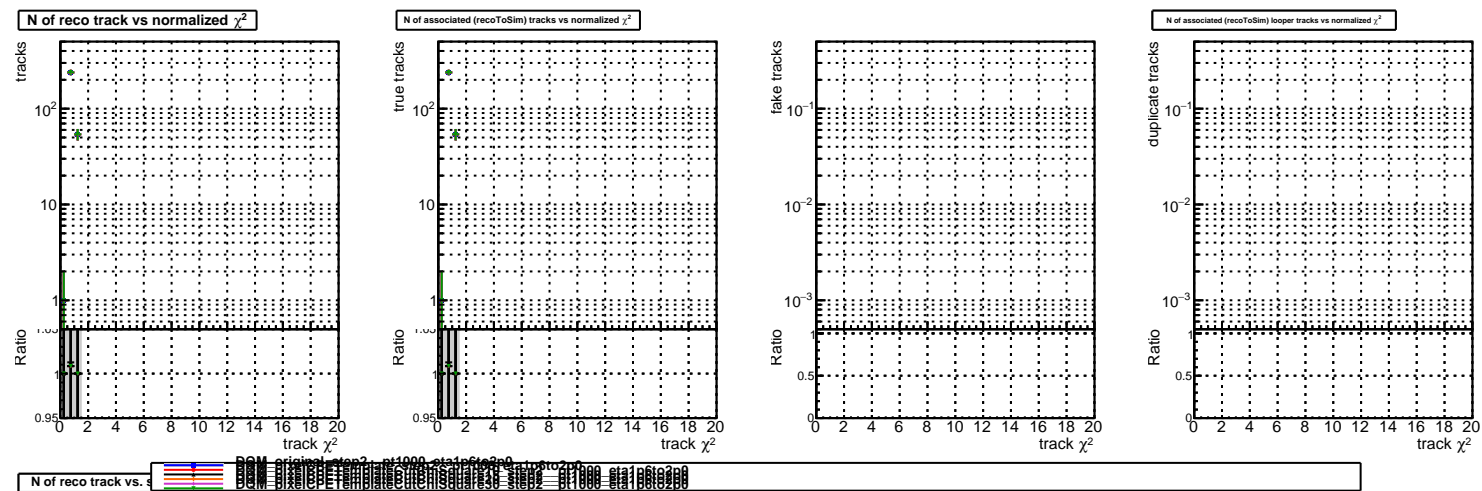 N of reco track vs normalized χ²
N of associated (recoToSim) tracks vs normalized χ²
N of associated (recoToSim) looper tracks vs normalized χ²
tracks
10²
10
1
Ratio
1.05
1
0.95
0 2 4 6 8 10 12 14 16 18 20
track χ²
true tracks
10²
10
1
Ratio
1.05
1
0.95
0 2 4 6 8 10 12 14 16 18 20
track χ²
fake tracks
10⁻¹
10⁻²
10⁻³
Ratio
1
0.5
0
0 2 4 6 8 10 12 14 16 18 20
track χ²
duplicate tracks
10⁻¹
10⁻²
10⁻³
Ratio
1
0.5
0
0 2 4 6 8 10 12 14 16 18 20
track χ²
N of reco track vs.